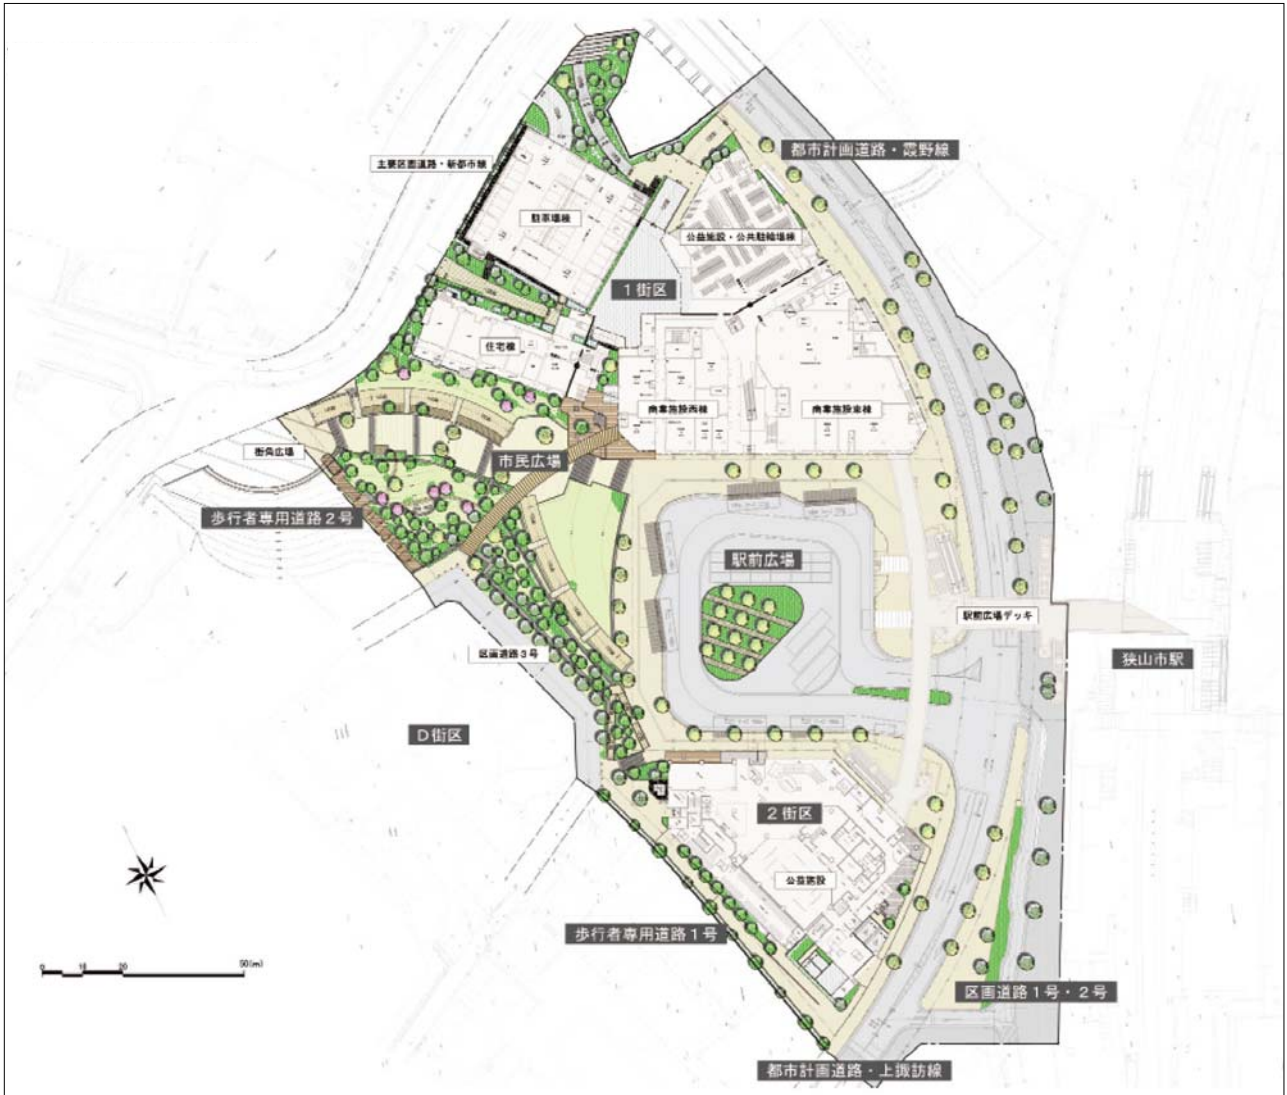 都市計画道路・霞野線
主要区画道路・新都市線
駐車場棟
公益施設・公共駐輪場棟
1街区
住宅棟
商業施設西棟
商業施設東棟
街角広場
市民広場
歩行者専用道路2号
駅前広場
駅前広場デッキ
区画道路3号
狭山市駅
D街区
2街区
公益施設
歩行者専用道路1号
0 10 20 50(m)
区画道路1号・2号
都市計画道路・上諏訪線